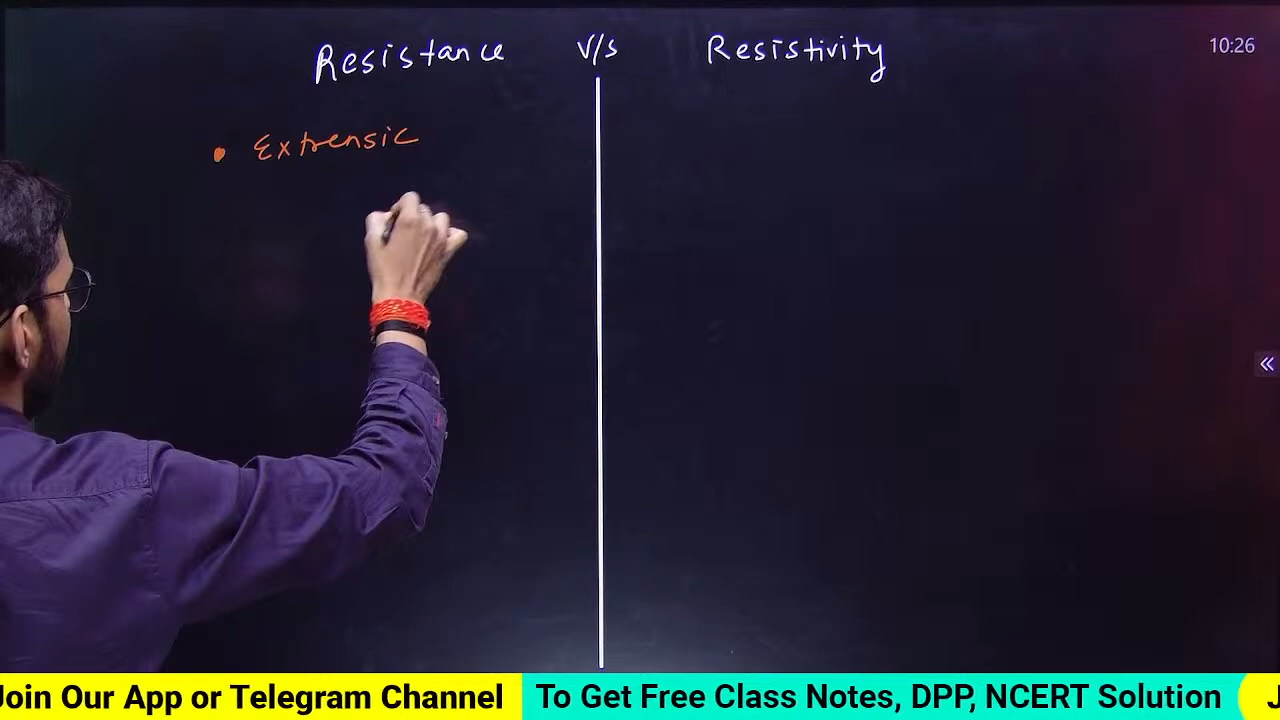 Resistance v/s Resistivity
10:26
• Extrensic
«
Join Our App or Telegram Channel To Get Free Class Notes, DPP, NCERT Solution J